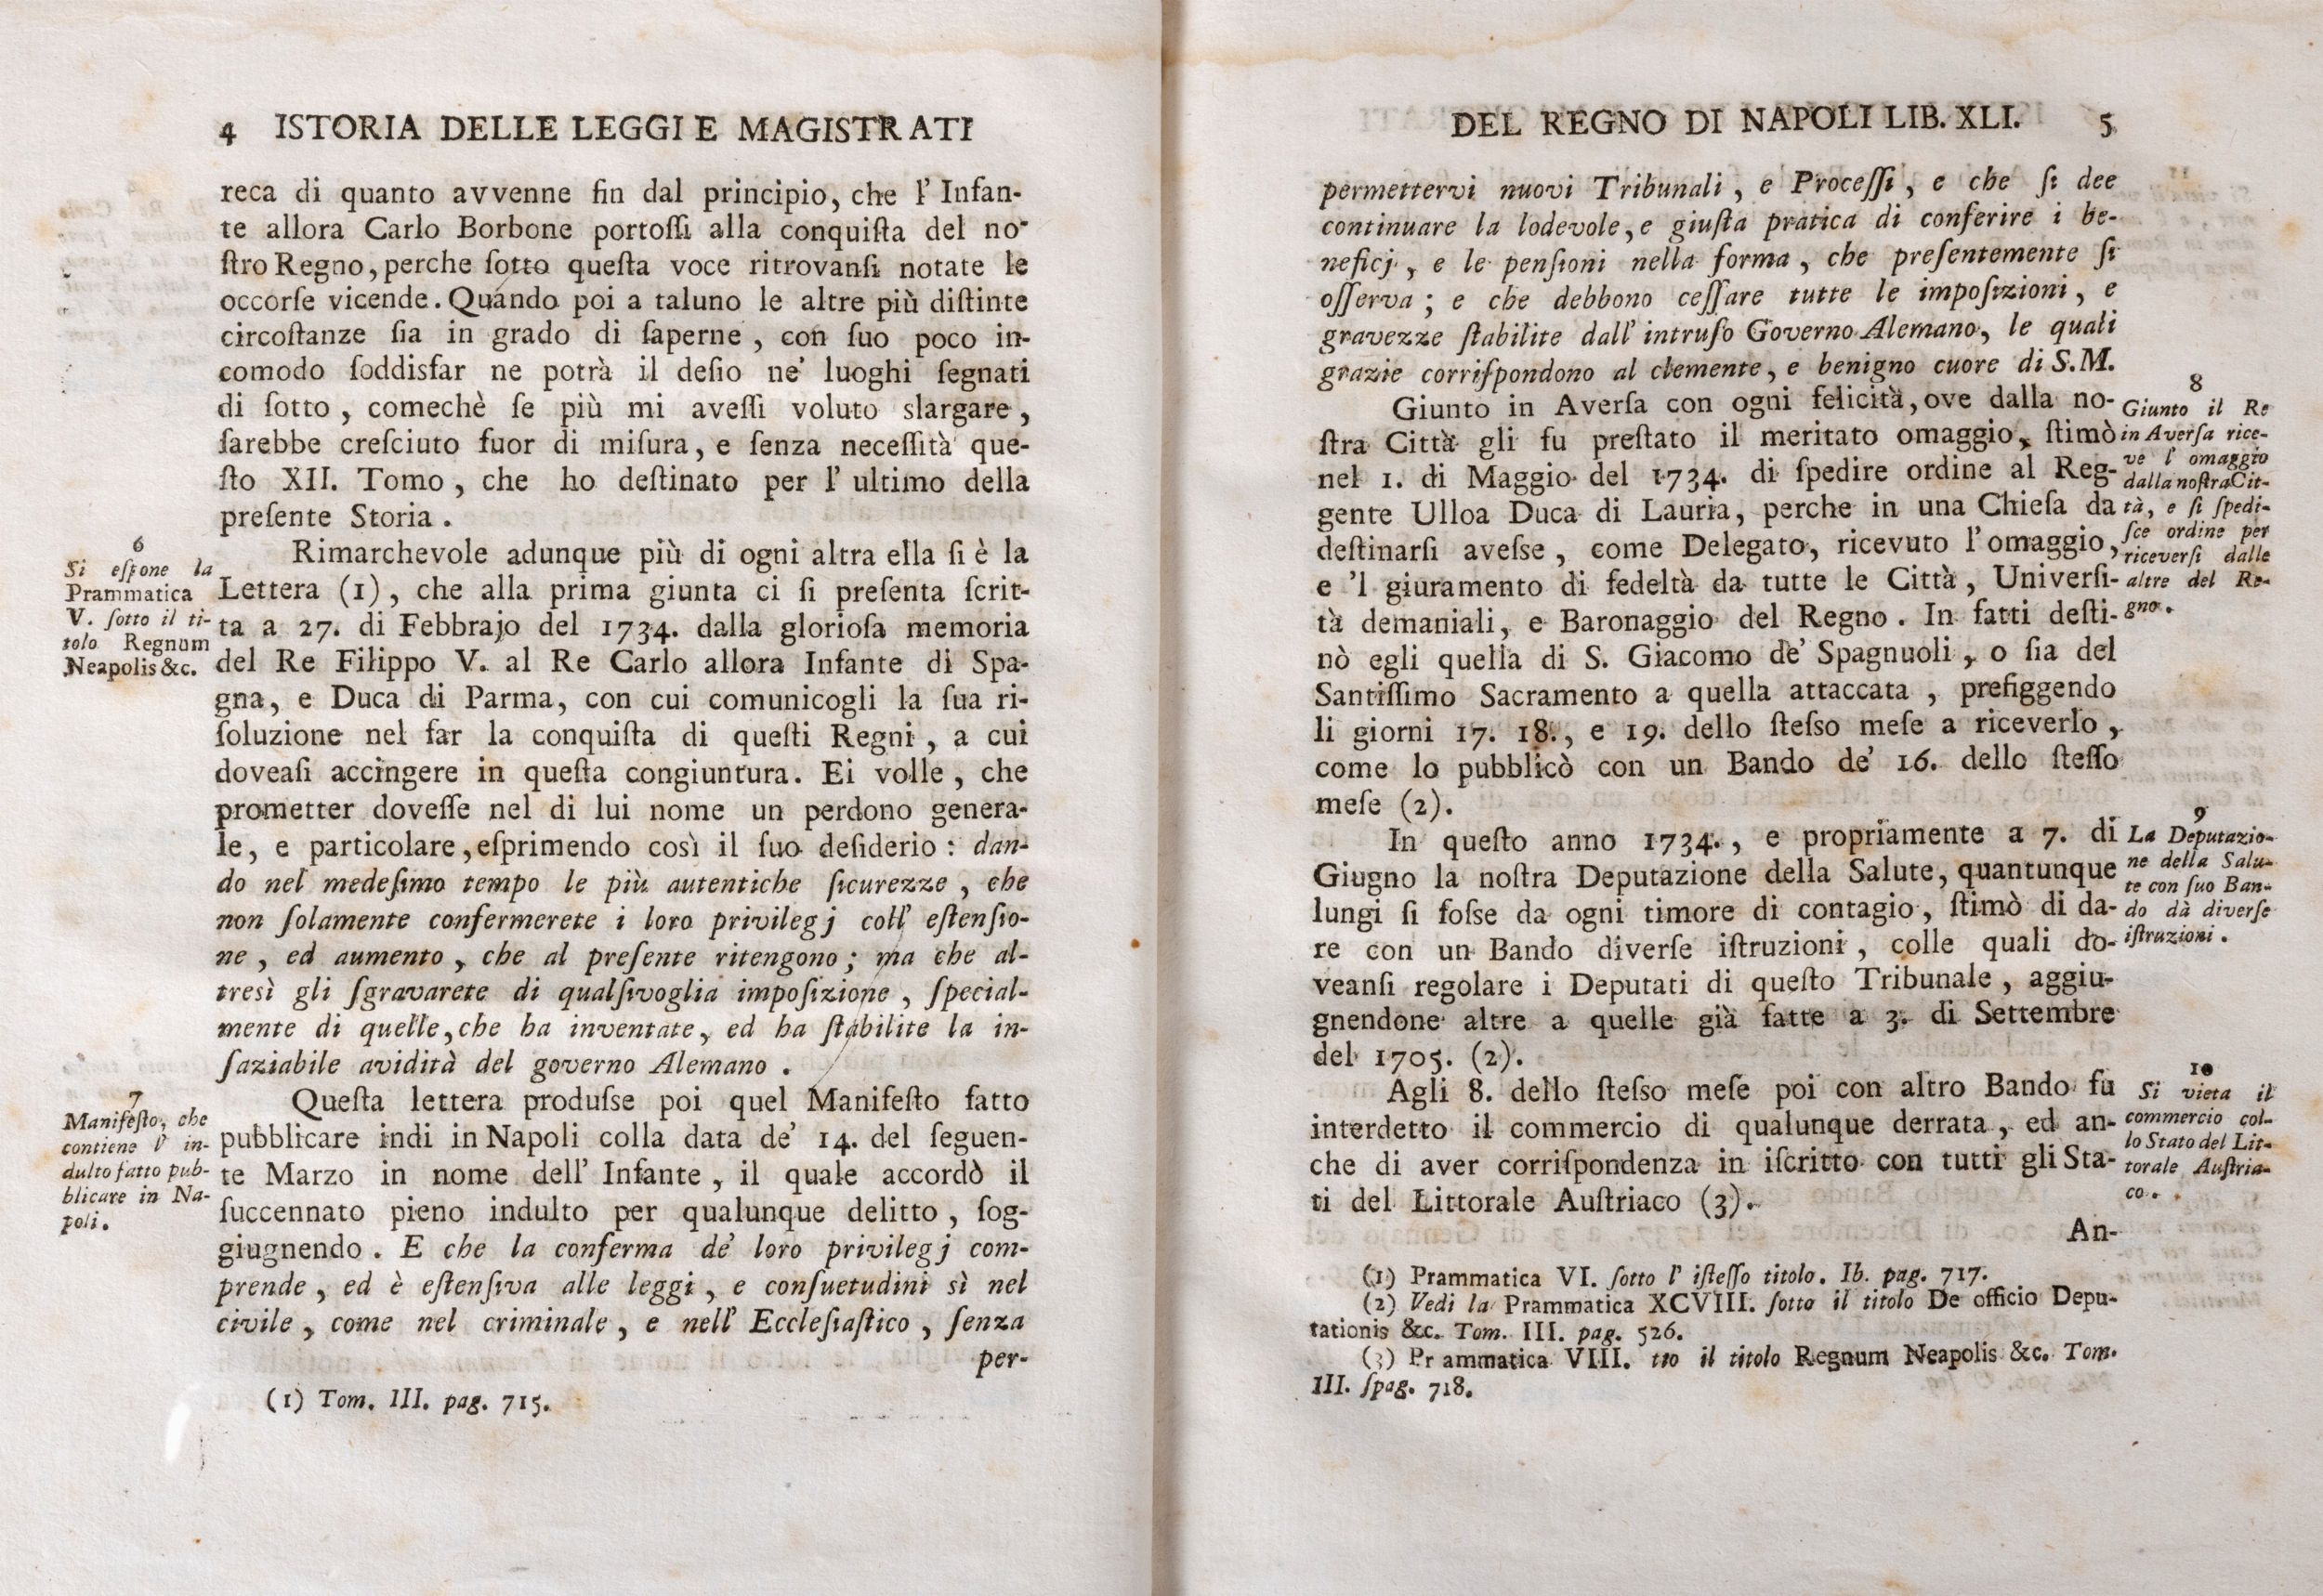 4 ISTORIA DELLE LEGGI E MAGISTRATI
reca di quanto avvenne fin dal principio, che l' Infan-
te allora Carlo Borbone portoſſi alla conquiſta del no-
ſtro Regno, perche ſotto queſta voce ritrovanſi notate le
occorſe vicende. Quando poi a taluno le altre più diſtinte
circoſtanze ſia in grado di ſaperne, con ſuo poco in-
comodo ſoddisfar ne potrà il deſio ne' luoghi ſegnati
di ſotto, comechè ſe più mi aveſſi voluto slargare,
ſarebbe creſciuto fuor di miſura, e ſenza neceſſità que-
ſto XII. Tomo, che ho deſtinato per l' ultimo della
preſente Storia.
6
Si eſpone la
Prammatica
V. ſotto il ti-
tolo Regnum
Neapolis &c.
Rimarchevole adunque più di ogni altra ella ſi è la
Lettera (1), che alla prima giunta ci ſi preſenta ſcrit-
ta a 27. di Febbrajo del 1734. dalla glorioſa memoria
del Re Filippo V. al Re Carlo allora Infante di Spa-
gna, e Duca di Parma, con cui comunicogli la ſua ri-
ſoluzione nel far la conquiſta di queſti Regni, a cui
doveaſi accingere in queſta congiuntura. Ei volle, che
prometter doveſſe nel di lui nome un perdono genera-
le, e particolare, eſprimendo così il ſuo deſiderio: dan-
do nel medeſimo tempo le più autentiche ſicurezze, che
non ſolamente confermerete i loro privilegj coll' eſtenſio-
ne, ed aumento, che al preſente ritengono; ma che al-
tresì gli ſgravarete di qualſivoglia impoſizione, ſpecial-
mente di quelle, che ha inventate, ed ha ſtabilite la in-
ſaziabile avidità del governo Alemano.
7
Manifeſto, che
contiene l' in-
dulto fatto pub-
blicare in Na-
poli.
Queſta lettera produſse poi quel Manifeſto fatto
pubblicare indi in Napoli colla data de' 14. del ſeguen-
te Marzo in nome dell' Infante, il quale accordò il
ſuccennato pieno indulto per qualunque delitto, ſog-
giugnendo. E che la conferma de' loro privilegj com-
prende, ed è eſtenſiva alle leggi, e conſuetudini sì nel
civile, come nel criminale, e nell' Eccleſiaſtico, ſenza
per-
(1) Tom. III. pag. 715.
DEL REGNO DI NAPOLI LIB. XLI. 5
permettervi nuovi Tribunali, e Proceſſi, e che ſi dee
continuare la lodevole, e giuſta pratica di conferire i be-
neficj, e le penſioni nella forma, che preſentemente ſi
oſſerva; e che debbono ceſſare tutte le impoſizioni, e
gravezze ſtabilite dall' intruſo Governo Alemano, le quali
grazie corriſpondono al clemente, e benigno cuore di S.M.
Giunto in Averſa con ogni felicità, ove dalla no-
ſtra Città gli fu preſtato il meritato omaggio, ſtimò
nel 1. di Maggio del 1734. di ſpedire ordine al Reg-
gente Ulloa Duca di Lauria, perche in una Chieſa da
deſtinarſi aveſse, come Delegato, ricevuto l' omaggio,
e 'l giuramento di fedeltà da tutte le Città, Univerſi-
tà demaniali, e Baronaggio del Regno. In fatti deſti-
nò egli quella di S. Giacomo de' Spagnuoli, o ſia del
Santiſſimo Sacramento a quella attaccata, prefiggendo
li giorni 17. 18., e 19. dello ſteſso meſe a riceverlo,
come lo pubblicò con un Bando de' 16. dello ſteſſo
meſe (2).
8
Giunto il Re
in Averſa rice-
ve l' omaggio
dalla noſtra Cit-
tà, e ſi ſpedi-
ſce ordine per
riceverſi dalle
altre del Re-
gno.
In queſto anno 1734., e propriamente a 7. di
Giugno la noſtra Deputazione della Salute, quantunque
lungi ſi foſse da ogni timore di contagio, ſtimò di da-
re con un Bando diverſe iſtruzioni, colle quali do-
veanſi regolare i Deputati di queſto Tribunale, aggiu-
gnendone altre a quelle già fatte a 3. di Settembre
del 1705. (2).
9
La Deputazio-
ne della Salu-
te con ſuo Ban-
do dà diverſe
iſtruzioni.
Agli 8. dello ſteſso meſe poi con altro Bando fu
interdetto il commercio di qualunque derrata, ed an-
che di aver corriſpondenza in iſcritto con tutti gli Sta-
ti del Littorale Auſtriaco (3).
10
Si vieta il
commercio col-
lo Stato del Lit-
torale Auſtria-
co.
An-
(1) Prammatica VI. ſotto l' iſteſſo titolo. Ib. pag. 717.
(2) Vedi la Prammatica XCVIII. ſotto il titolo De officio Depu-
tationis &c. Tom. III. pag. 526.
(3) Pr ammatica VIII. tto il titolo Regnum Neapolis &c. Tom.
III. ſpag. 718.